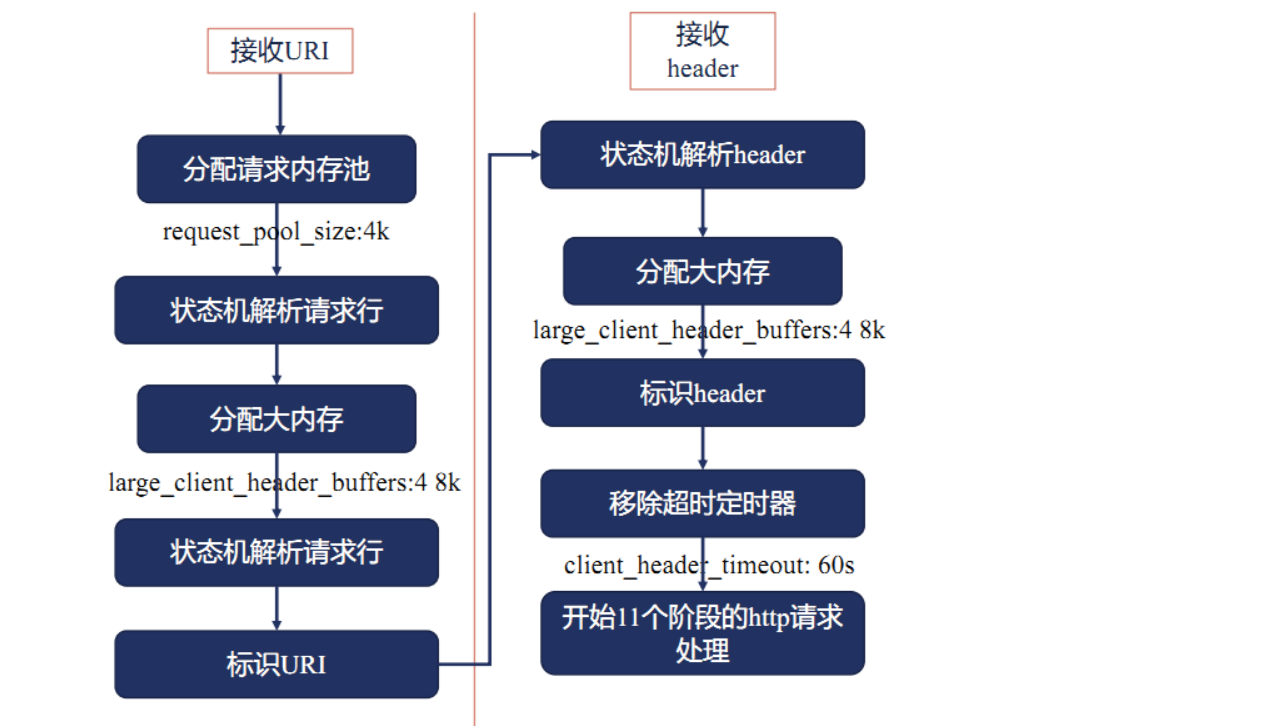 接收URI
分配请求内存池
request_pool_size:4k
状态机解析请求行
分配大内存
large_client_header_buffers:4 8k
状态机解析请求行
标识URI
接收
header
状态机解析header
分配大内存
large_client_header_buffers:4 8k
标识header
移除超时定时器
client_header_timeout: 60s
开始11个阶段的http请求
处理